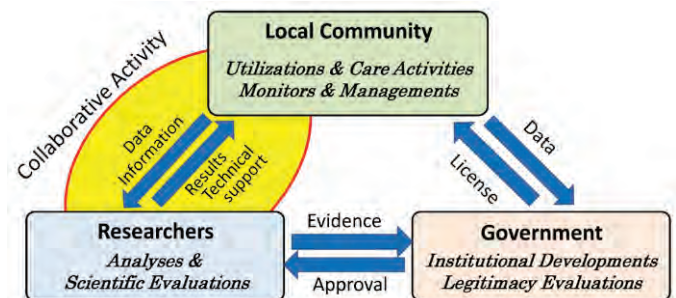 Local Community
Utilizations & Care Activities
Monitors & Managements
Collaborative Activity
Data
Information
Results
Technical
support
Data
License
Researchers
Analyses &
Scientific Evaluations
Evidence
Approval
Government
Institutional Developments
Legitimacy Evaluations